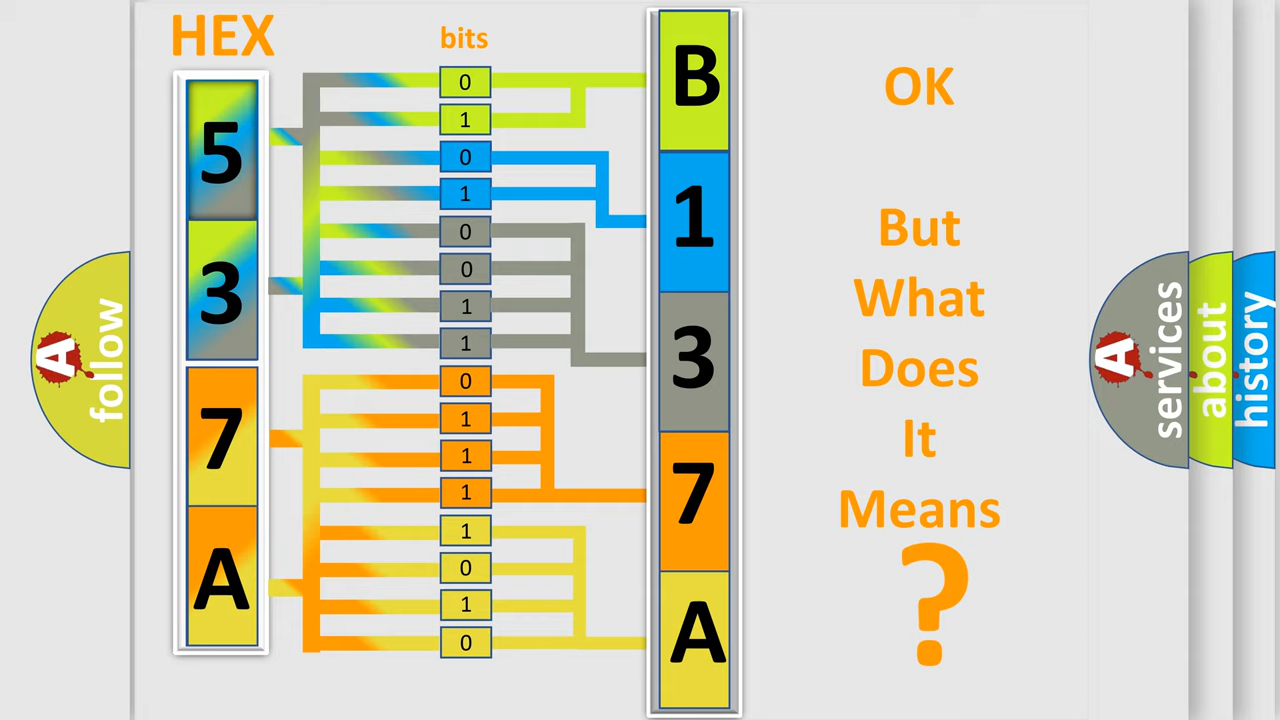 HEX
bits
5
3
7
A
0
1
0
1
0
0
1
1
0
1
1
1
1
0
1
0
B
1
3
7
A
OK
But
What
Does
It
Means
?
A
follow
A
services
about
history